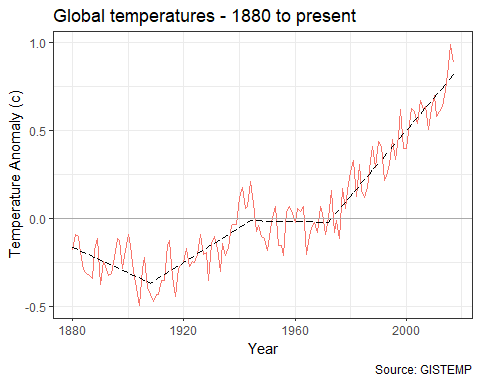 Global temperatures - 1880 to present
Temperature Anomaly (c)
1.0
0.5
0.0
-0.5
1880 1920 1960 2000
Year
Source: GISTEMP